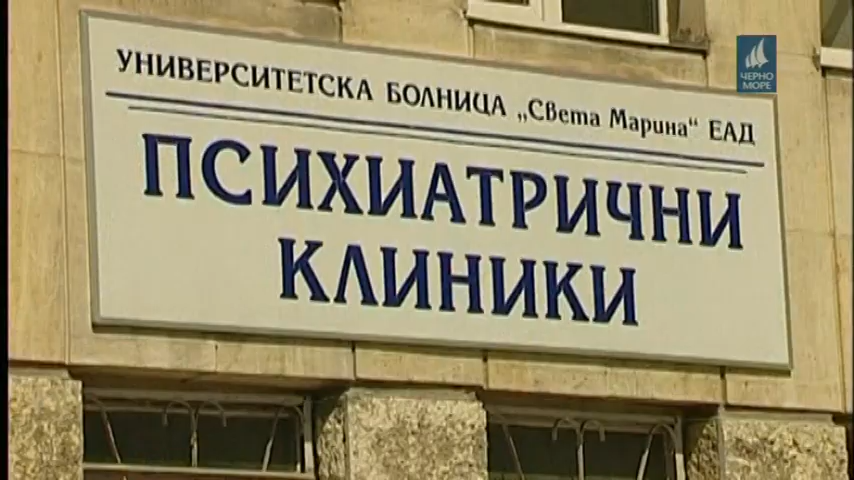 ЧЕРНО
МОРЕ
УНИВЕРСИТЕТСКА БОЛНИЦА „Света Марина“ ЕАД
ПСИХИАТРИЧНИ
КЛИНИКИ